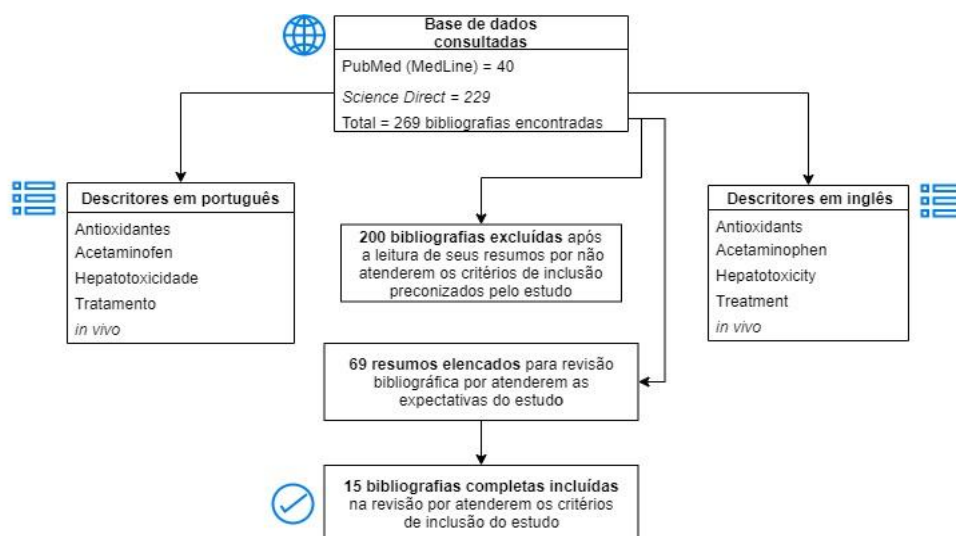 Base de dados
consultadas
PubMed (MedLine) = 40
Science Direct = 229
Total = 269 bibliografias encontradas
Descritores em português
Antioxidantes
Acetaminofen
Hepatotoxicidade
Tratamento
in vivo
200 bibliografias excluídas após
a leitura de seus resumos por não
atenderem os critérios de inclusão
preconizados pelo estudo
Descritores em inglês
Antioxidants
Acetaminophen
Hepatotoxicity
Treatment
in vivo
69 resumos elencados para revisão
bibliográfica por atenderem as
expectativas do estudo
15 bibliografias completas incluídas
na revisão por atenderem os critérios
de inclusão do estudo